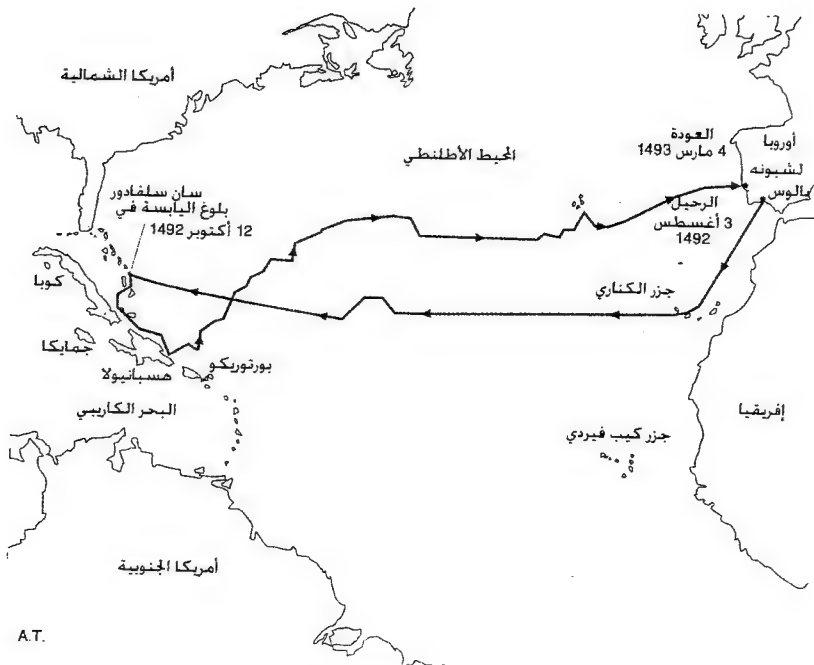 أمريكا الشمالية
المحيط الأطلنطي
العودة
4 مارس 1493
أوروبا
لشبونه
بالوس
الرحيل
3 أغسطس
1492
سان سلفادور
بلوغ اليابسة في
12 أكتوبر 1492
كوبا
جزر الكناري
جمايكا
هسبانيولا
بورتوريكو
البحر الكاريبي
إفريقيا
جزر كيب فيردي
أمريكا الجنوبية
A.T.